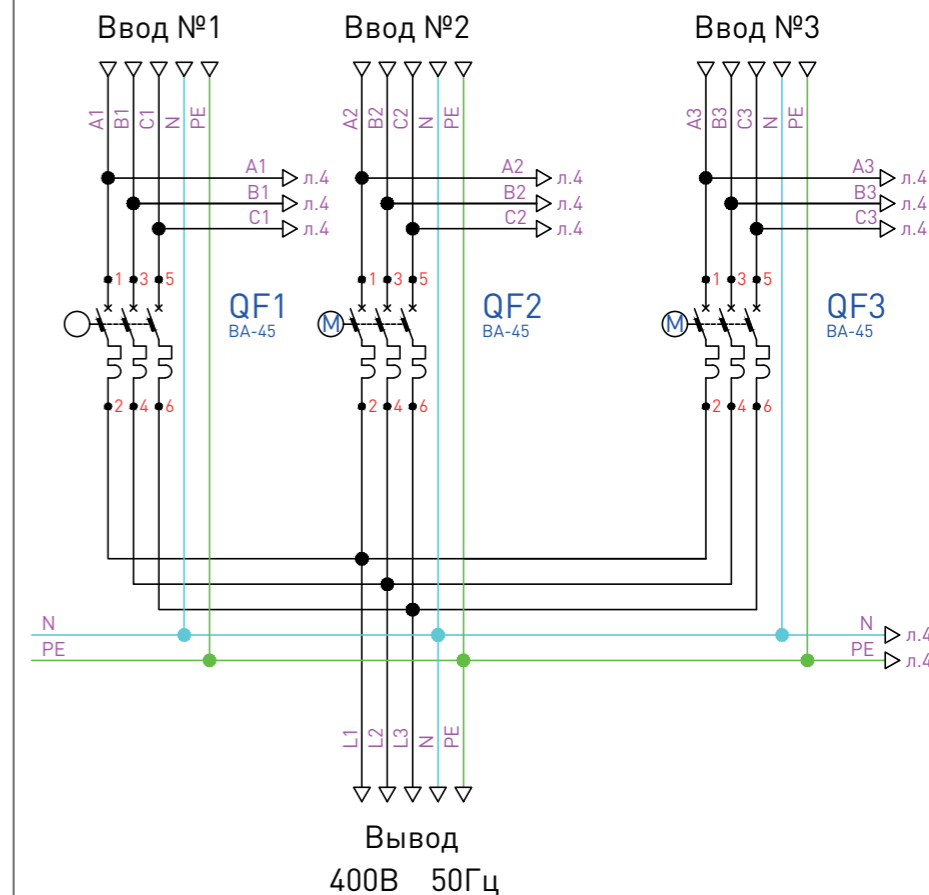 Ввод №1 Ввод №2 Ввод №3
A1 B1 C1 N PE A2 B2 C2 N PE A3 B3 C3 N PE
A1 л.4 A2 л.4 A3 л.4
B1 л.4 B2 л.4 B3 л.4
C1 л.4 C2 л.4 C3 л.4
1 3 5 1 3 5 1 3 5
QF1 M QF2 M QF3
ВА-45 ВА-45 ВА-45
2 4 6 2 4 6 2 4 6
N N л.4
PE PE л.4
L1 L2 L3 N PE
Вывод
400В 50Гц